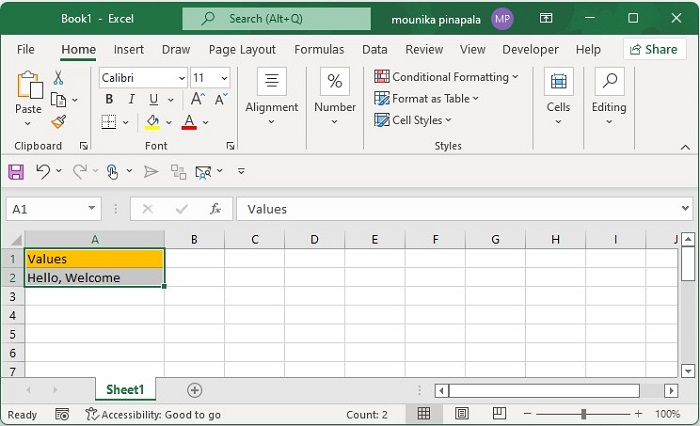 Book1 - Excel
Search (Alt+Q)
mounika pinapala
MP
File Home Insert Draw Page Layout Formulas Data Review View Developer Help Share
Paste
Clipboard
Calibri 11
B I U A A
A
Font
Alignment
Number
%
Conditional Formatting
Format as Table
Cell Styles
Styles
Cells
Editing
A1 fx Values
A B C D E F G H I J
1 Values
2 Hello, Welcome
3
4
5
6
7
Sheet1
Ready Accessibility: Good to go Count: 2 100%